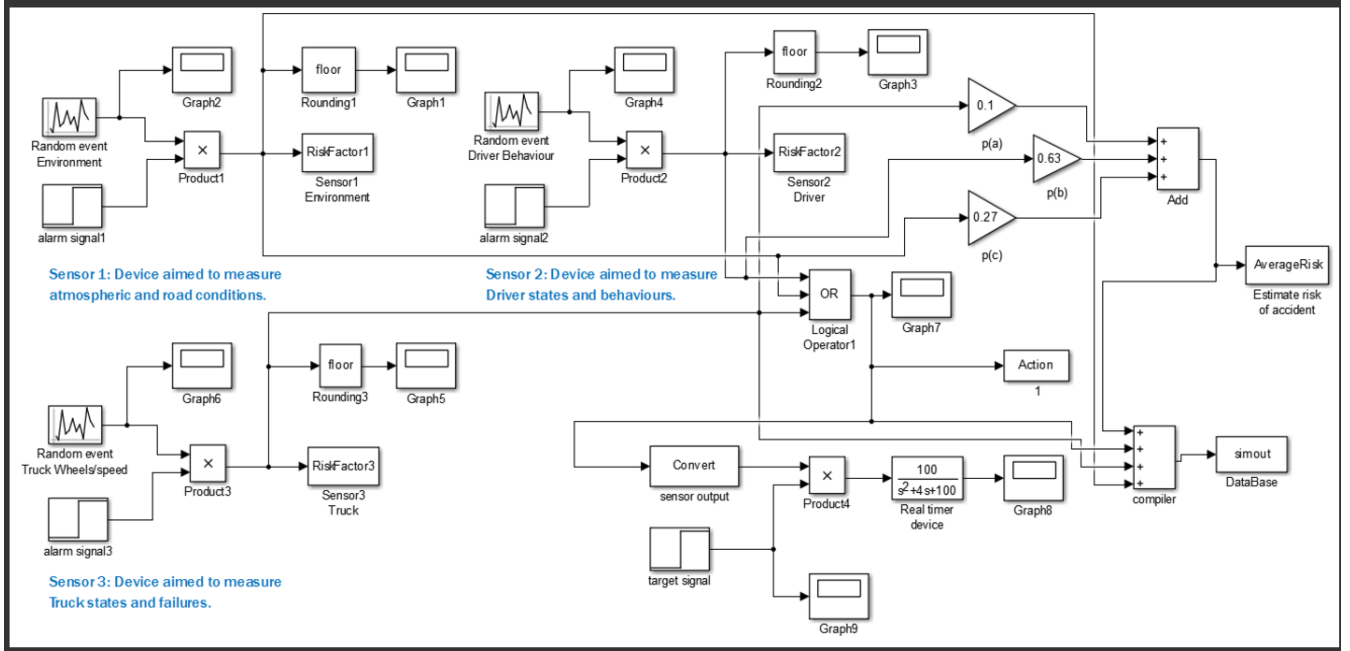 Graph2
floor
Rounding1
Graph1
Random event
Environment
×
Product1
RiskFactor1
Sensor1
Environment
alarm signal1
Sensor 1: Device aimed to measure
atmospheric and road conditions.
Graph4
floor
Rounding2
Graph3
Random event
Driver Behaviour
×
Product2
RiskFactor2
Sensor2
Driver
alarm signal2
Sensor 2: Device aimed to measure
Driver states and behaviours.
0.1
p(a)
0.63
p(b)
0.27
p(c)
+
+
+
Add
AverageRisk
Estimate risk
of accident
OR
Logical
Operator1
Graph7
Action
1
Graph6
floor
Rounding3
Graph5
Random event
Truck Wheels/speed
×
Product3
RiskFactor3
Sensor3
Truck
alarm signal3
Sensor 3: Device aimed to measure
Truck states and failures.
Convert
sensor output
×
Product4
100
s²+4s+100
Real timer
device
Graph8
target signal
Graph9
+
+
+
+
compiler
simout
DataBase